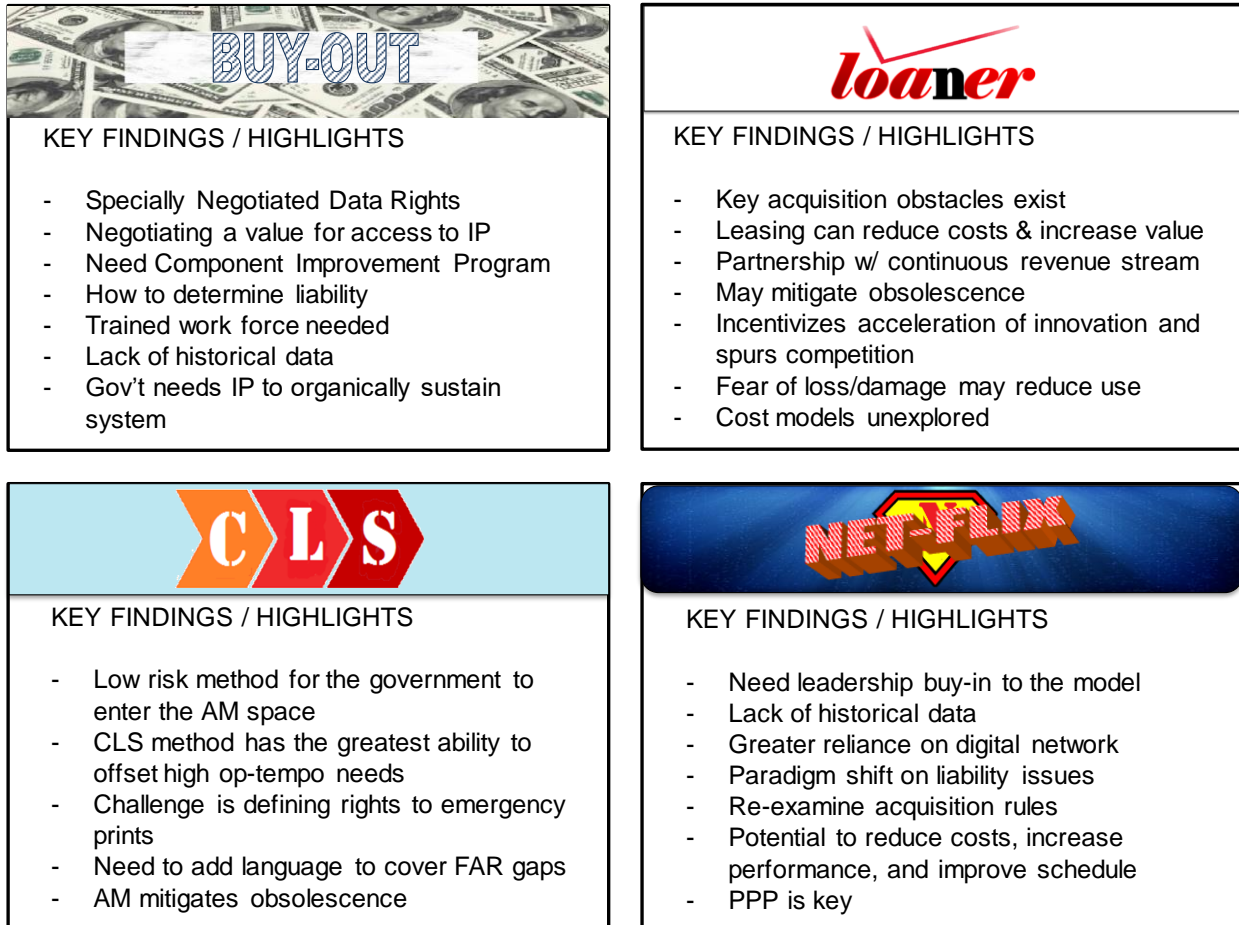 BUY-OUT
KEY FINDINGS / HIGHLIGHTS
- Specially Negotiated Data Rights
- Negotiating a value for access to IP
- Need Component Improvement Program
- How to determine liability
- Trained work force needed
- Lack of historical data
- Gov't needs IP to organically sustain
system
loaner
KEY FINDINGS / HIGHLIGHTS
- Key acquisition obstacles exist
- Leasing can reduce costs & increase value
- Partnership w/ continuous revenue stream
- May mitigate obsolescence
- Incentivizes acceleration of innovation and
spurs competition
- Fear of loss/damage may reduce use
- Cost models unexplored
CLS
KEY FINDINGS / HIGHLIGHTS
- Low risk method for the government to
enter the AM space
- CLS method has the greatest ability to
offset high op-tempo needs
- Challenge is defining rights to emergency
prints
- Need to add language to cover FAR gaps
- AM mitigates obsolescence
NET-FLIX
KEY FINDINGS / HIGHLIGHTS
- Need leadership buy-in to the model
- Lack of historical data
- Greater reliance on digital network
- Paradigm shift on liability issues
- Re-examine acquisition rules
- Potential to reduce costs, increase
performance, and improve schedule
- PPP is key